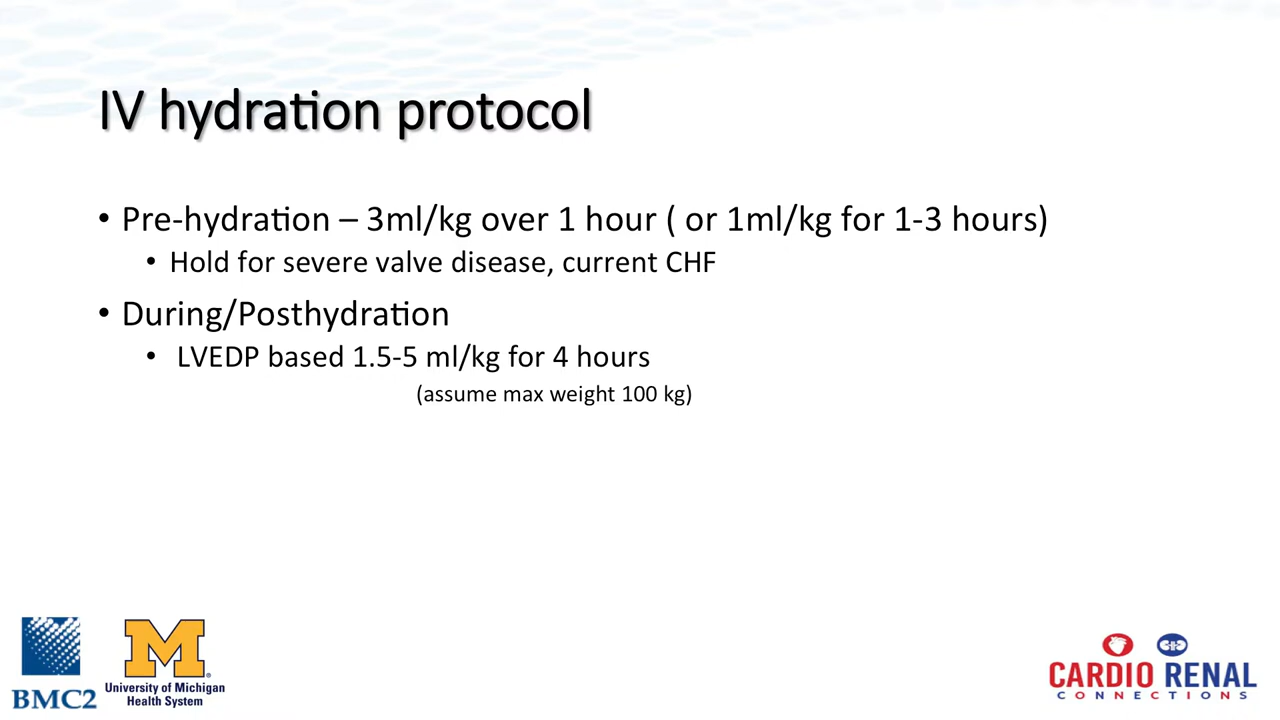 IV hydration protocol
• Pre-hydration – 3ml/kg over 1 hour ( or 1ml/kg for 1-3 hours)
• Hold for severe valve disease, current CHF
• During/Posthydration
• LVEDP based 1.5-5 ml/kg for 4 hours
(assume max weight 100 kg)
BMC2
University of Michigan
Health System
CARDIO RENAL
CONNECTIONS